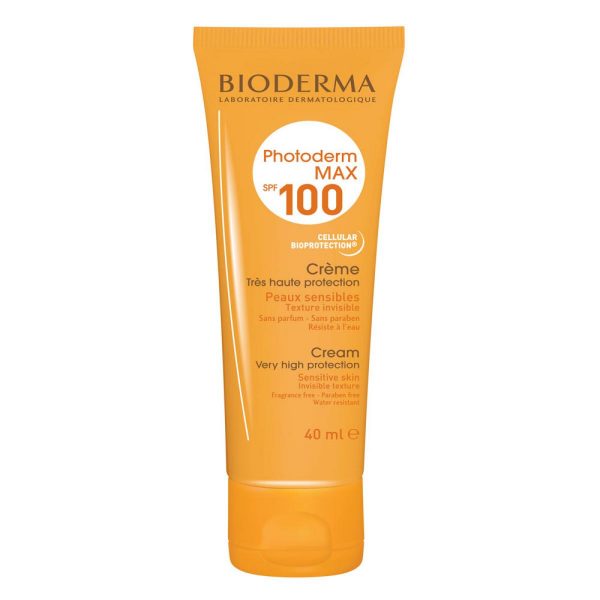 BIODERMA
LABORATOIRE DERMATOLOGIQUE
Photoderm
MAX
SPF 100
CELLULAR
BIOPROTECTION®
Crème
Très haute protection
Peaux sensibles
Texture invisible
Sans parfum - Sans paraben
Résiste à l'eau
Cream
Very high protection
Sensitive skin
Invisible texture
Fragrance free - Paraben free
Water resistant
40 ml e